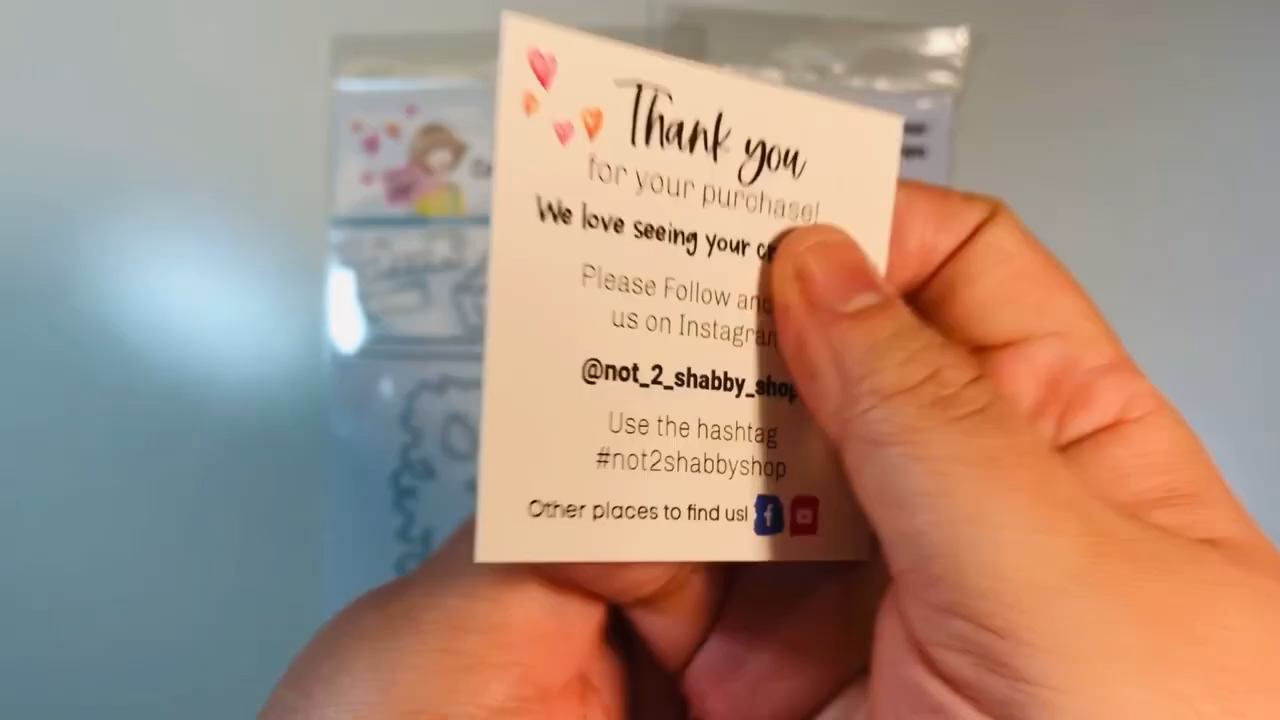 Thank you
for your purchase!
We love seeing your
Please Follow and
us on Instagram
@not_2_shabby_shop
Use the hashtag
#not2shabbyshop
Other places to find us!